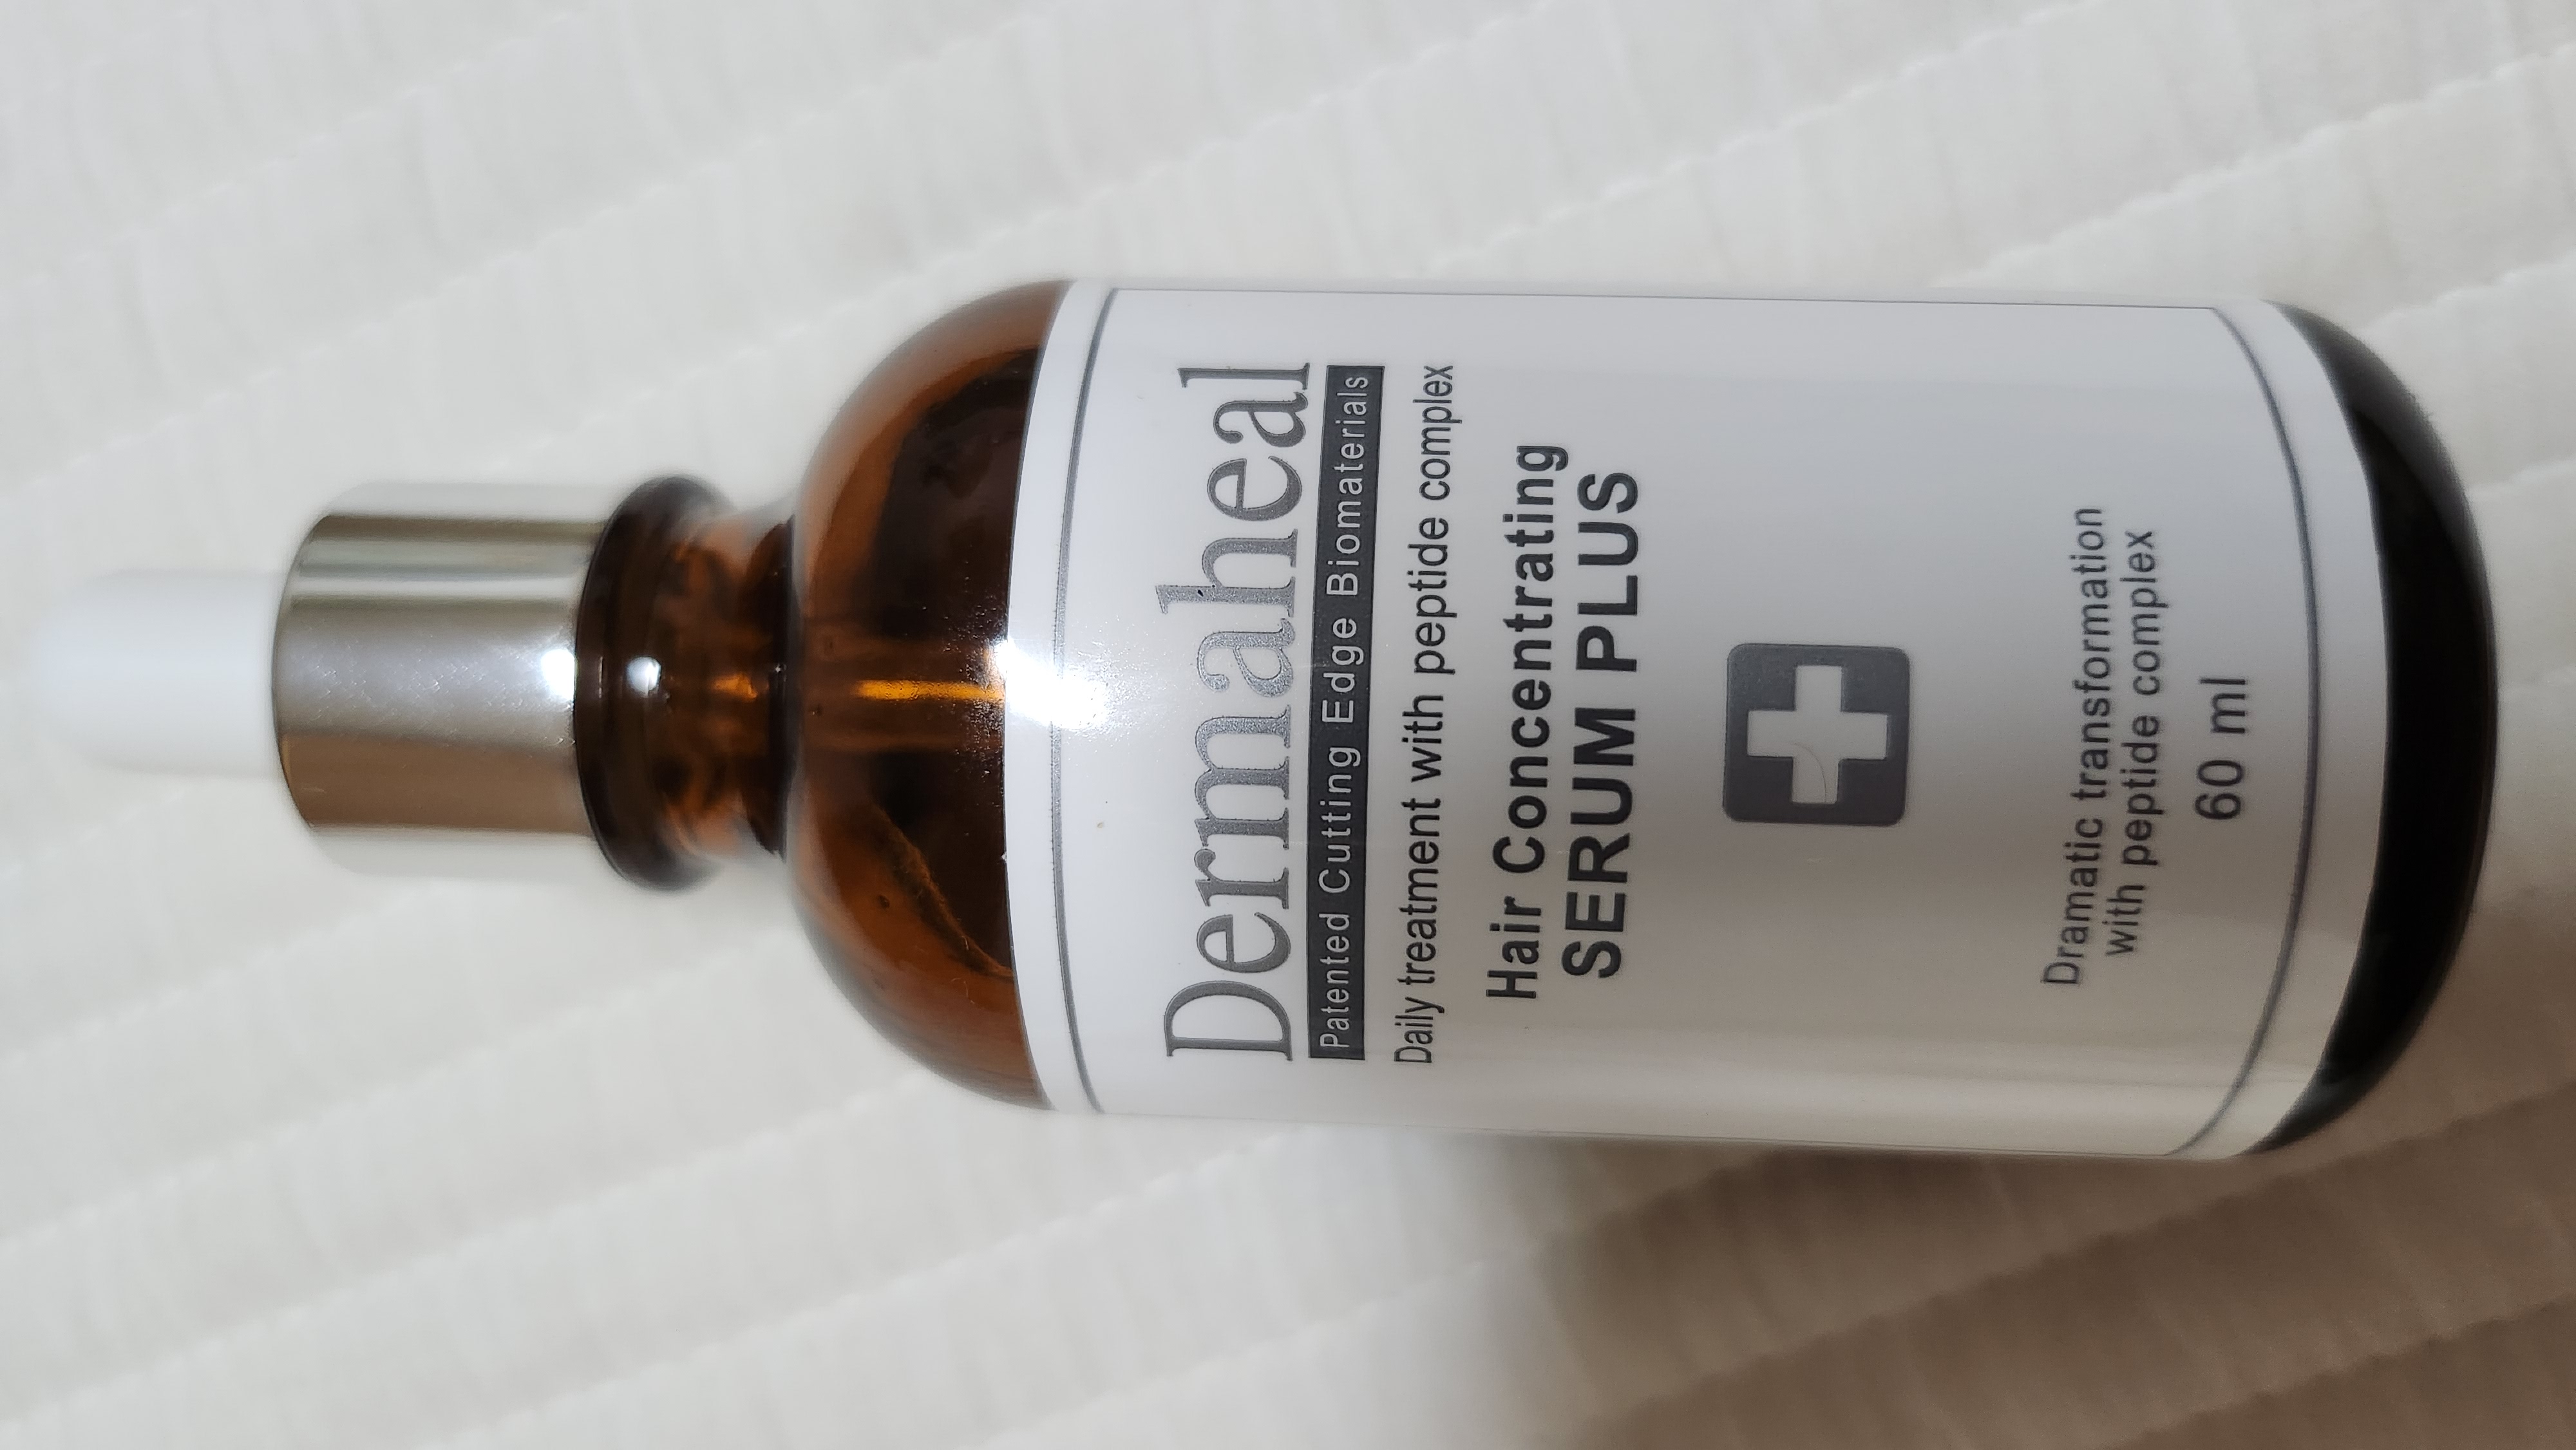 Dermaheal
Patented Cutting Edge Biomaterials
Daily treatment with peptide complex
Hair Concentrating
SERUM PLUS
Dramatic transformation
with peptide complex
60 ml